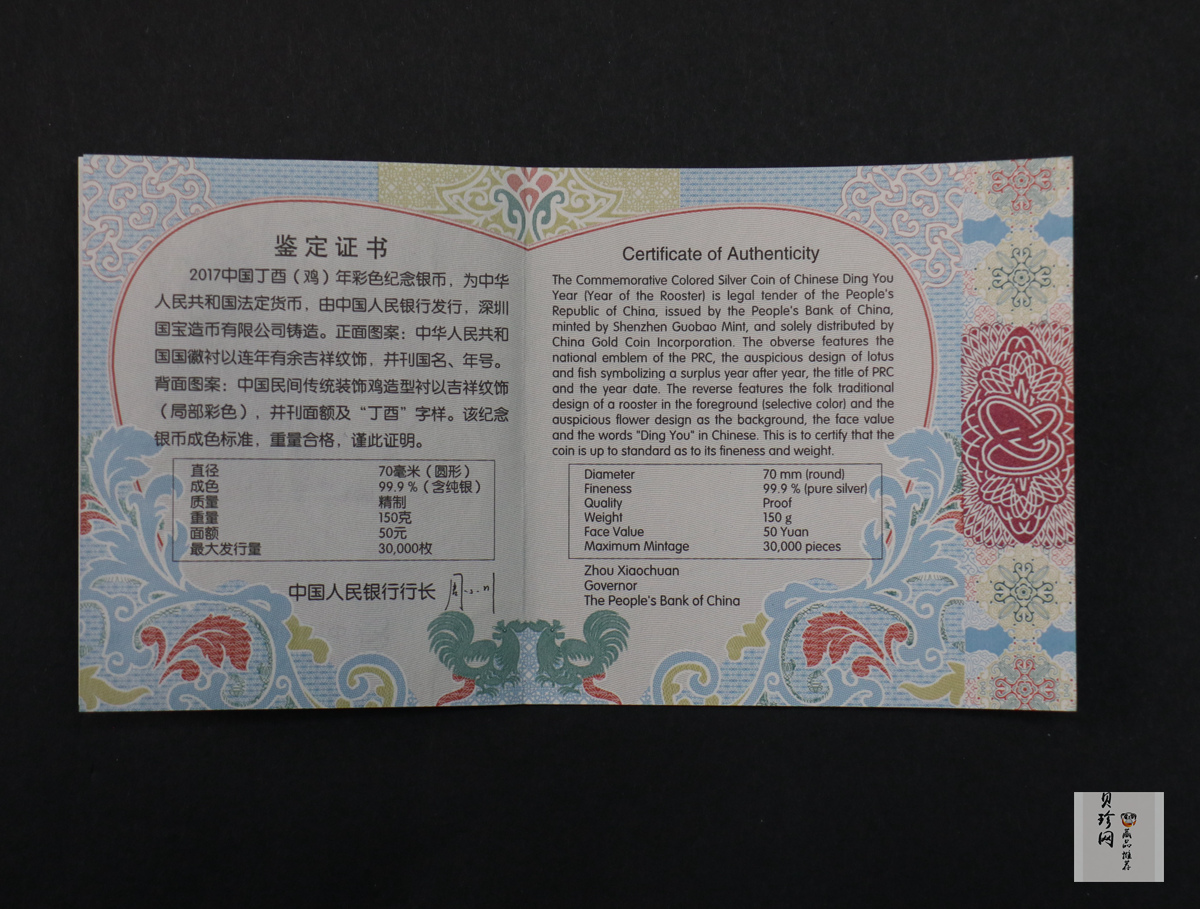 鉴定证书
2017中国丁酉（鸡）年彩色纪念银币，为中华
人民共和国法定货币，由中国人民银行发行，深圳
国宝造币有限公司铸造。正面图案：中华人民共和
国国徽衬以连年有余吉祥纹饰，并刊国名、年号。
背面图案：中国民间传统装饰鸡造型衬以吉祥纹饰
（局部彩色），并刊面额及“丁酉”字样。该纪念
银币成色标准，重量合格，谨此证明。
直径 70毫米（圆形）
成色 99.9％（含纯银）
质量 精制
重量 150克
面额 50元
最大发行量 30,000枚
中国人民银行行长
Certificate of Authenticity
The Commemorative Colored Silver Coin of Chinese Ding You
Year (Year of the Rooster) is legal tender of the People's
Republic of China, issued by the People's Bank of China,
minted by Shenzhen Guobao Mint, and solely distributed by
China Gold Coin Incorporation. The obverse features the
national emblem of the PRC, the auspicious design of lotus
and fish symbolizing a surplus year after year, the title of PRC
and the year date. The reverse features the folk traditional
design of a rooster in the foreground (selective color) and the
auspicious flower design as the background, the face value
and the words "Ding You" in Chinese. This is to certify that the
coin is up to standard as to its fineness and weight.
Diameter 70 mm (round)
Fineness 99.9 % (pure silver)
Quality Proof
Weight 150 g
Face Value 50 Yuan
Maximum Mintage 30,000 pieces
Zhou Xiaochuan
Governor
The People's Bank of China
贝珍网
藏品推荐